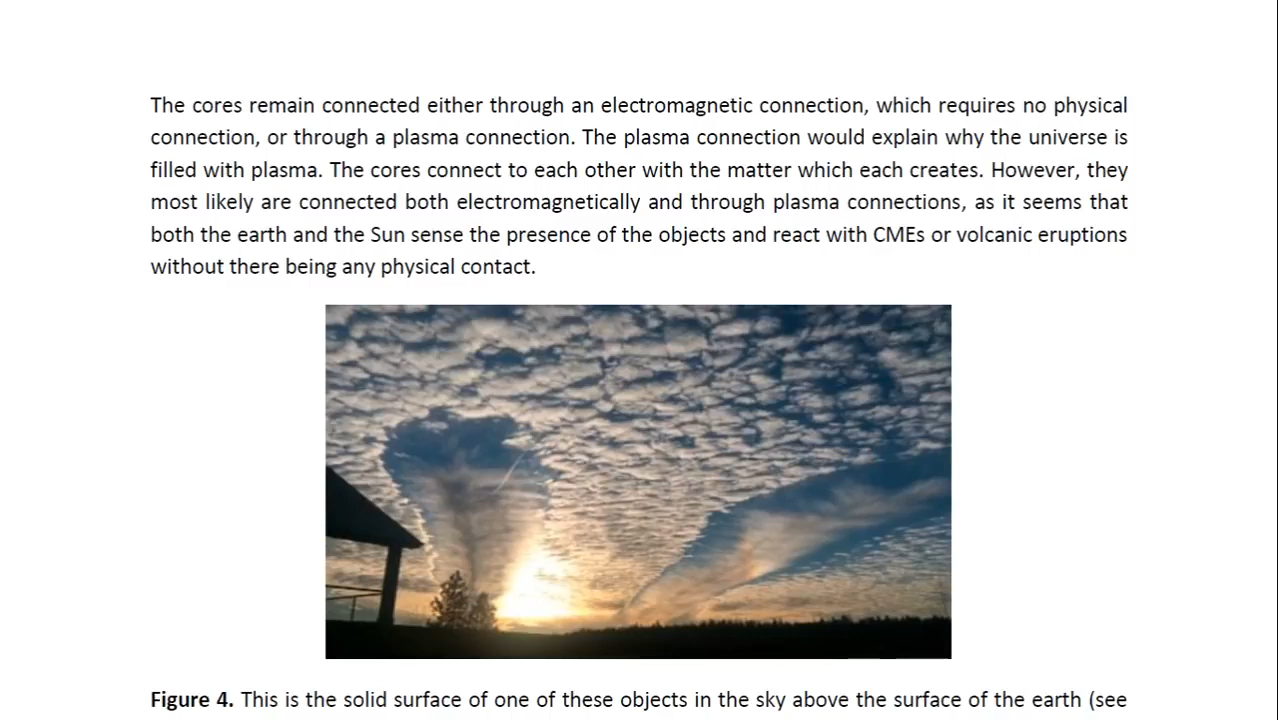 The cores remain connected either through an electromagnetic connection, which requires no physical
connection, or through a plasma connection. The plasma connection would explain why the universe is
filled with plasma. The cores connect to each other with the matter which each creates. However, they
most likely are connected both electromagnetically and through plasma connections, as it seems that
both the earth and the Sun sense the presence of the objects and react with CMEs or volcanic eruptions
without there being any physical contact.
Figure 4. This is the solid surface of one of these objects in the sky above the surface of the earth (see